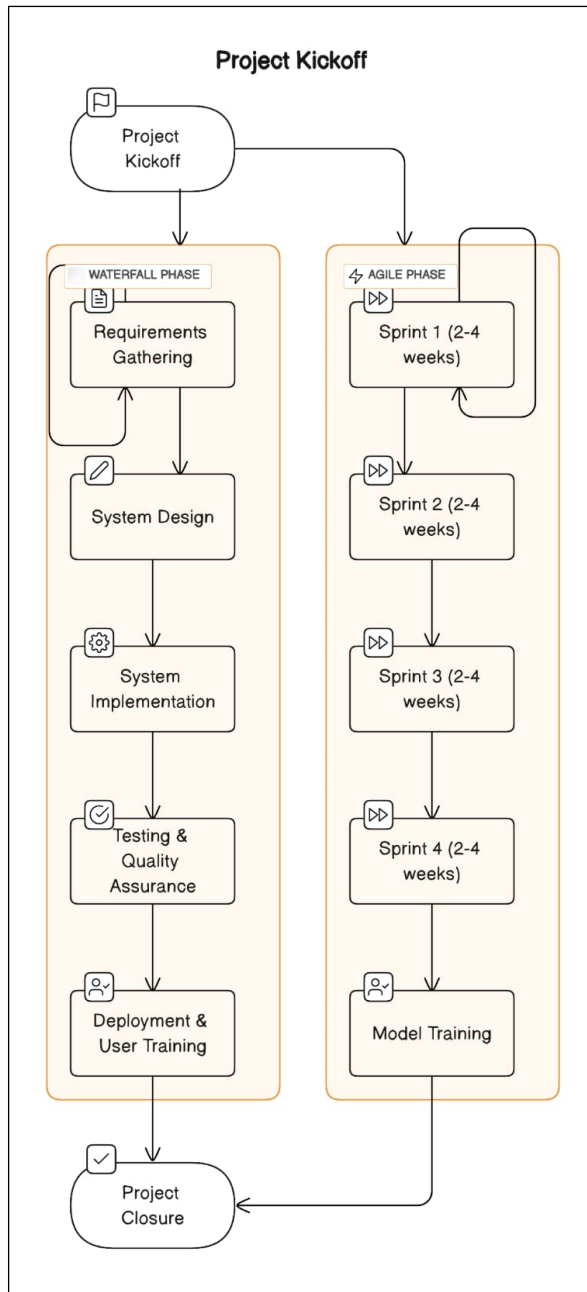 Project Kickoff
Project
Kickoff
WATERFALL PHASE
Requirements
Gathering
System Design
System
Implementation
Testing &
Quality
Assurance
Deployment &
User Training
AGILE PHASE
Sprint 1 (2-4
weeks)
Sprint 2 (2-4
weeks)
Sprint 3 (2-4
weeks)
Sprint 4 (2-4
weeks)
Model Training
Project
Closure